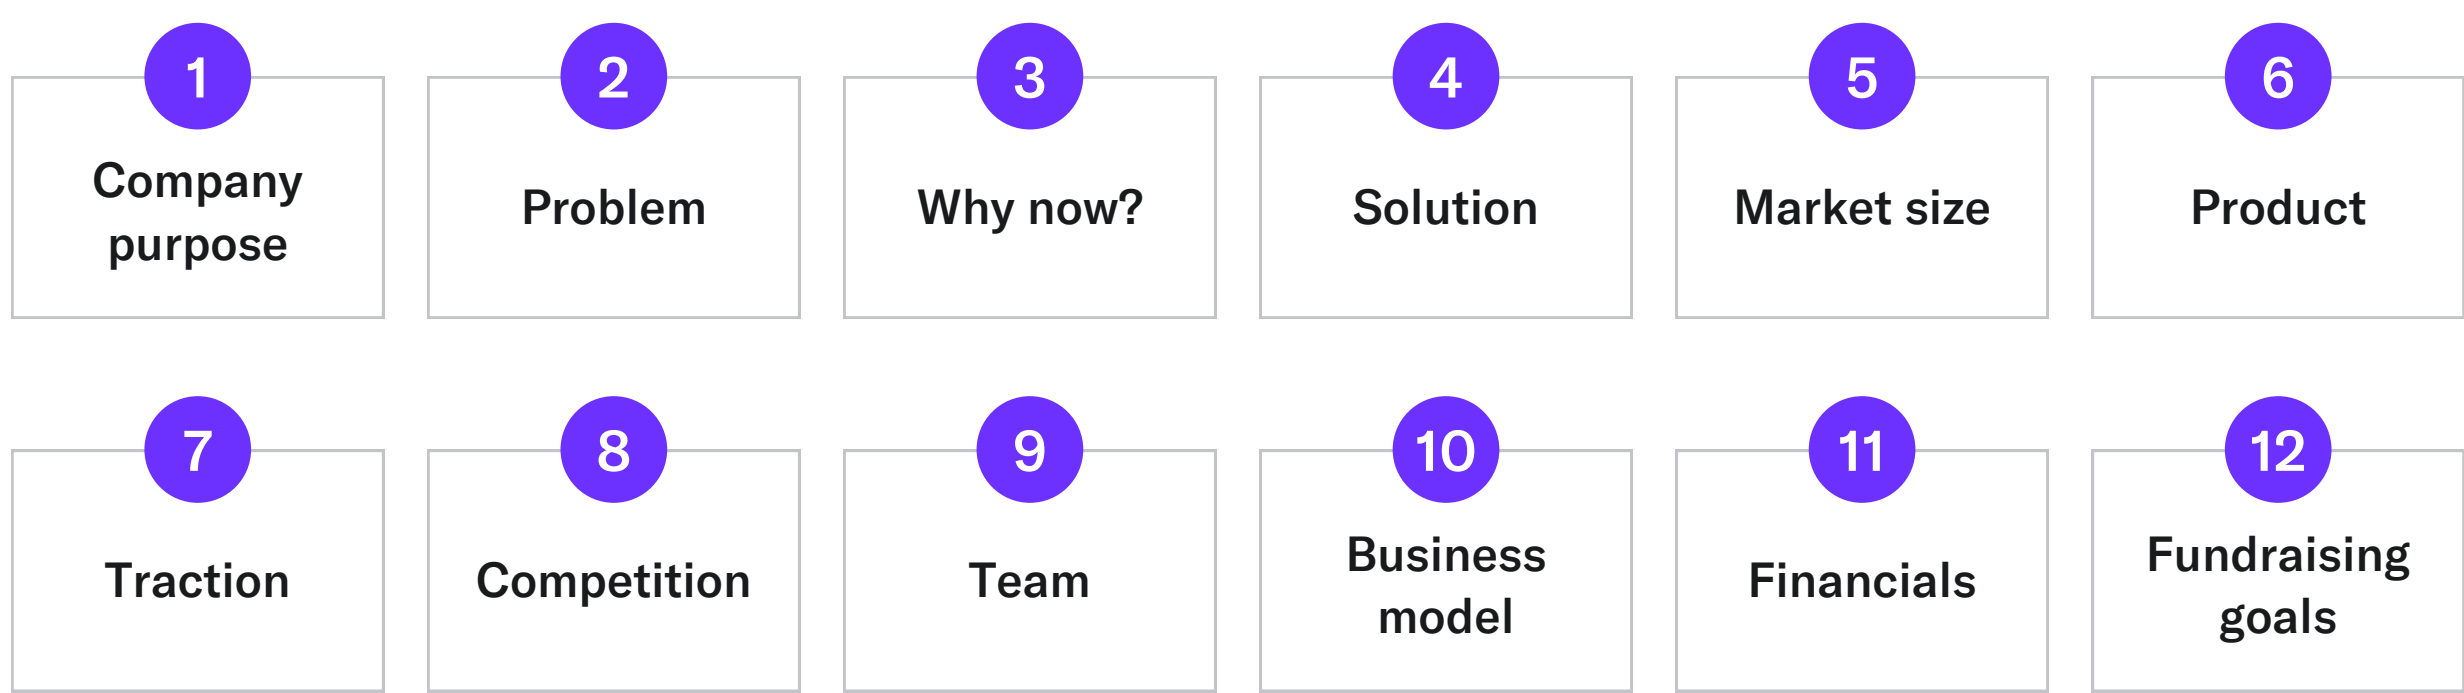 1
Company
purpose
2
Problem
3
Why now?
4
Solution
5
Market size
6
Product
7
Traction
8
Competition
9
Team
10
Business
model
11
Financials
12
Fundraising
goals